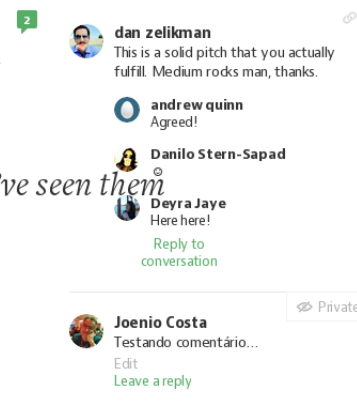 2
dan zelikman
This is a solid pitch that you actually
fulfill. Medium rocks man, thanks.
andrew quinn
Agreed!
Danilo Stern-Sapad
☺
've seen them
Deyra Jaye
Here here!
Reply to
conversation
Private
Joenio Costa
Testando comentário...
Edit
Leave a reply